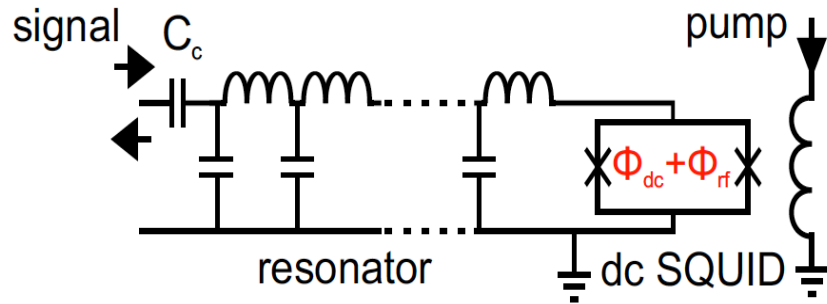 signal
C_c
pump
Φ_dc+Φ_rf
resonator
dc SQUID